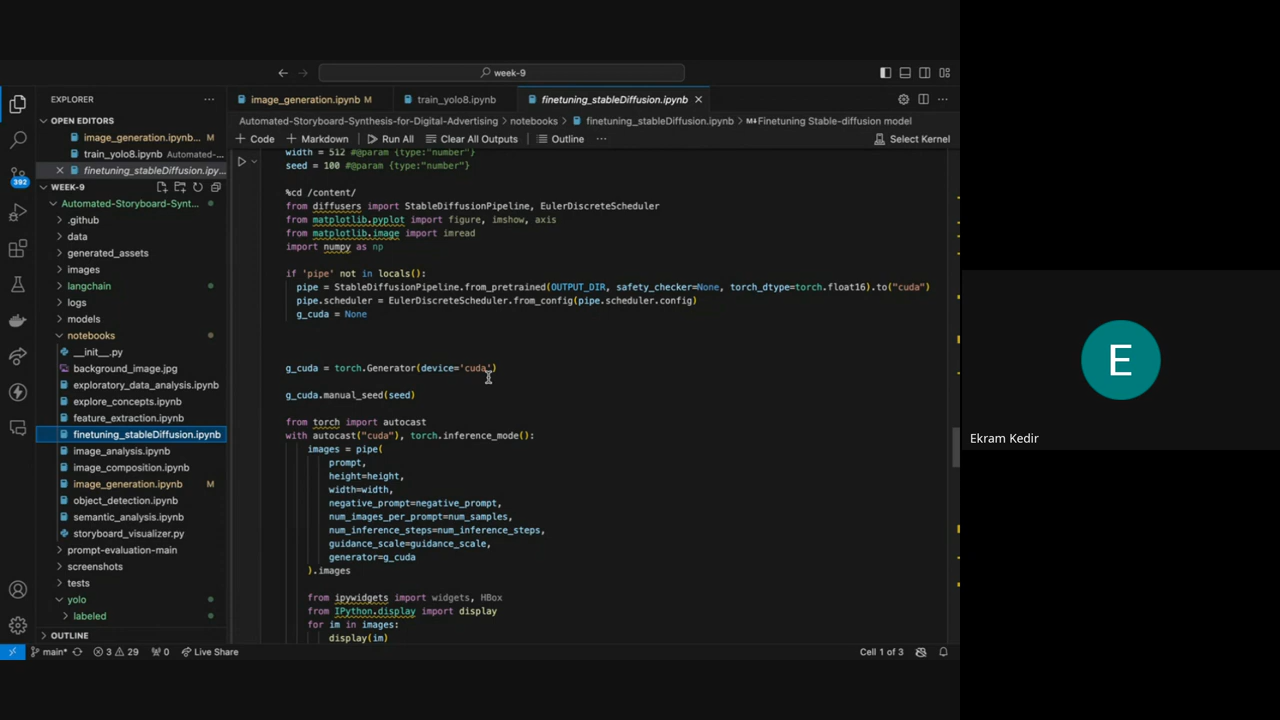 week-9
EXPLORER
OPEN EDITORS
image_generation.ipynb... M
train_yolo8.ipynb Automated-...
finetuning_stableDiffusion.ipy...
WEEK-9
Automated-Storyboard-Synt...
.github
data
generated_assets
images
langchain
logs
models
notebooks
__init__.py
background_image.jpg
exploratory_data_analysis.ipynb
explore_concepts.ipynb
feature_extraction.ipynb
finetuning_stableDiffusion.ipynb
image_analysis.ipynb
image_composition.ipynb
image_generation.ipynb M
object_detection.ipynb
semantic_analysis.ipynb
storyboard_visualizer.py
prompt-evaluation-main
screenshots
tests
yolo
labeled
OUTLINE
392
image_generation.ipynb M
train_yolo8.ipynb
finetuning_stableDiffusion.ipynb
Automated-Storyboard-Synthesis-for-Digital-Advertising > notebooks > finetuning_stableDiffusion.ipynb > Finetuning Stable-diffusion model
+ Code + Markdown Run All Clear All Outputs Outline ... Select Kernel
width = 512 #@param {type:"number"}
seed = 100 #@param {type:"number"}
%cd /content/
from diffusers import StableDiffusionPipeline, EulerDiscreteScheduler
from matplotlib.pyplot import figure, imshow, axis
from matplotlib.image import imread
import numpy as np
if 'pipe' not in locals():
pipe = StableDiffusionPipeline.from_pretrained(OUTPUT_DIR, safety_checker=None, torch_dtype=torch.float16).to("cuda")
pipe.scheduler = EulerDiscreteScheduler.from_config(pipe.scheduler.config)
g_cuda = None
g_cuda = torch.Generator(device='cuda')
g_cuda.manual_seed(seed)
from torch import autocast
with autocast("cuda"), torch.inference_mode():
images = pipe(
prompt,
height=height,
width=width,
negative_prompt=negative_prompt,
num_images_per_prompt=num_samples,
num_inference_steps=num_inference_steps,
guidance_scale=guidance_scale,
generator=g_cuda
).images
from ipywidgets import widgets, HBox
from IPython.display import display
for im in images:
display(im)
main* 3 29 0 Live Share
Cell 1 of 3
E
Ekram Kedir